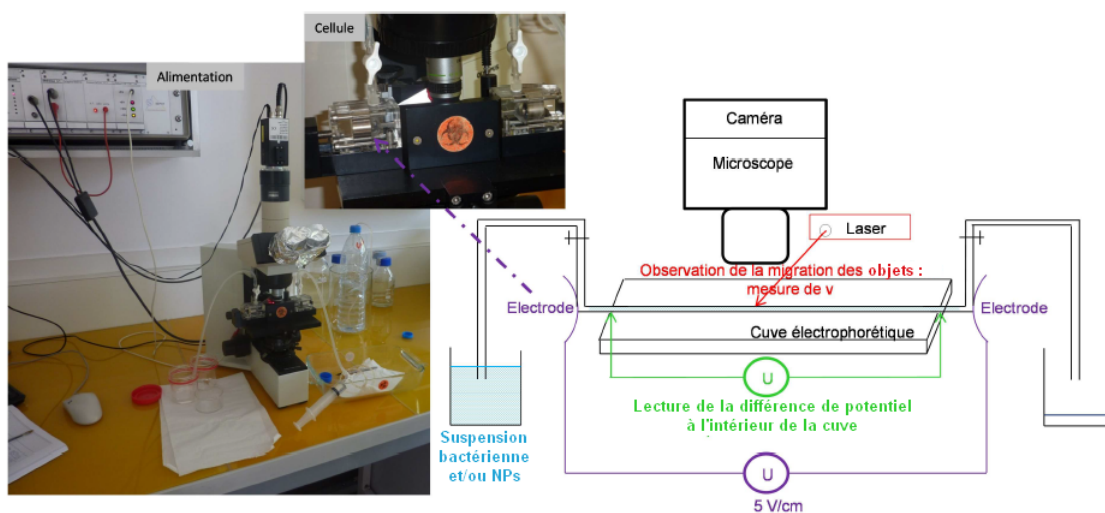 Cellule
Alimentation
Caméra
Microscope
Laser
Observation de la migration des objets :
mesure de v
Electrode
Electrode
Cuve électrophorétique
U
Lecture de la différence de potentiel
à l'intérieur de la cuve
Suspension
bactérienne
et/ou NPs
U
5 V/cm